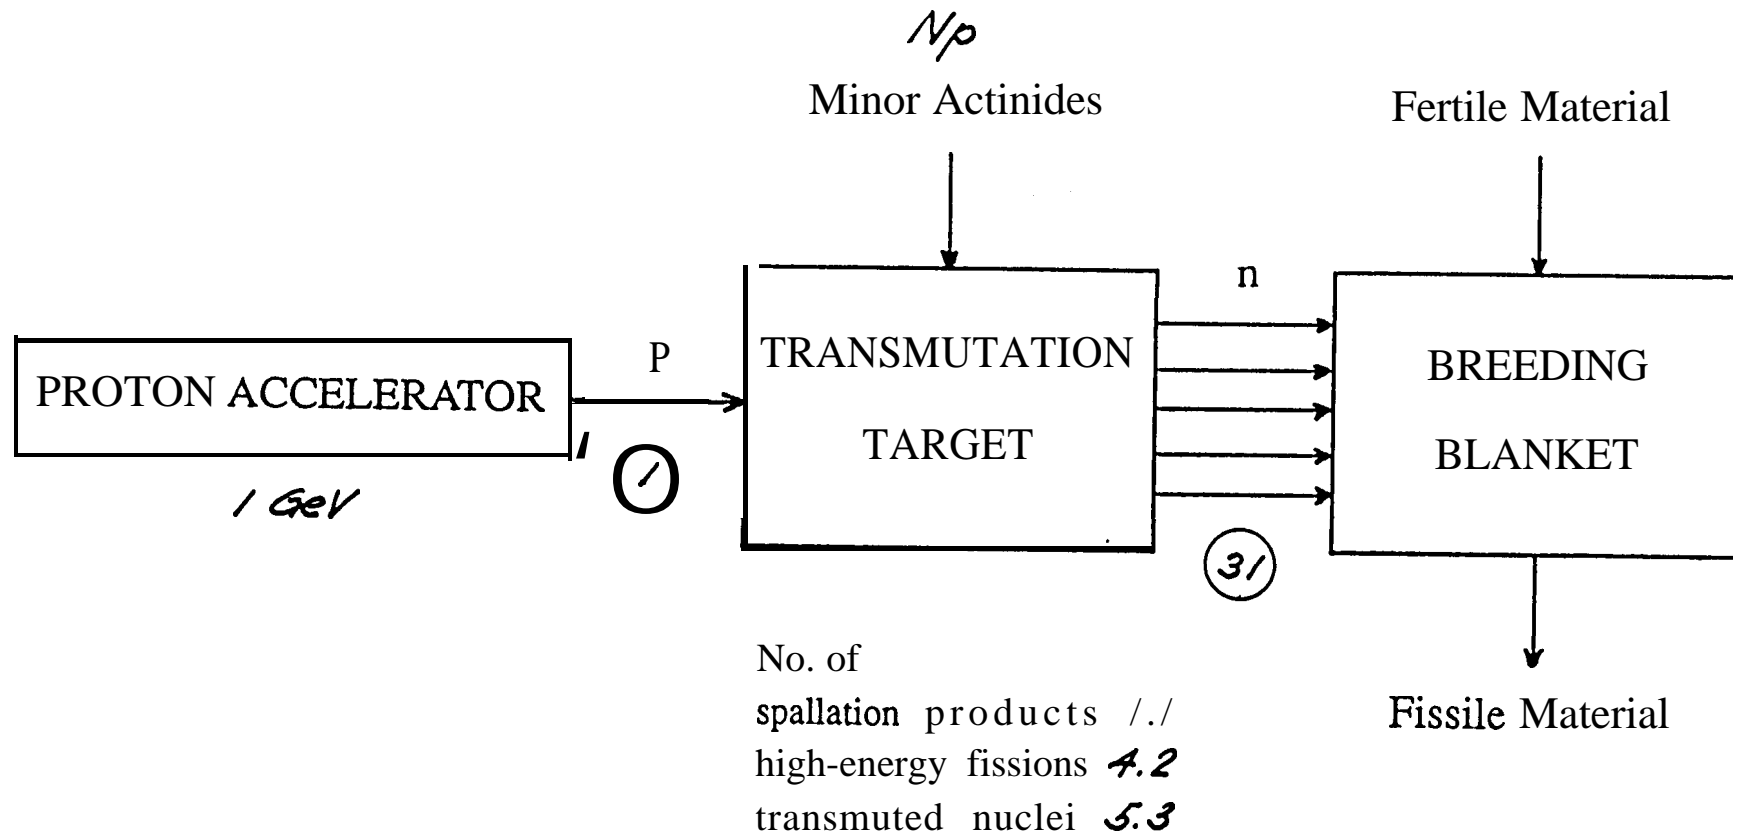 Np
Minor Actinides
Fertile Material
n
P
PROTON ACCELERATOR
TRANSMUTATION
TARGET
BREEDING
BLANKET
1 GeV
1
31
No. of
spallation products 1.1
high-energy fissions 4.2
transmuted nuclei 5.3
Fissile Material